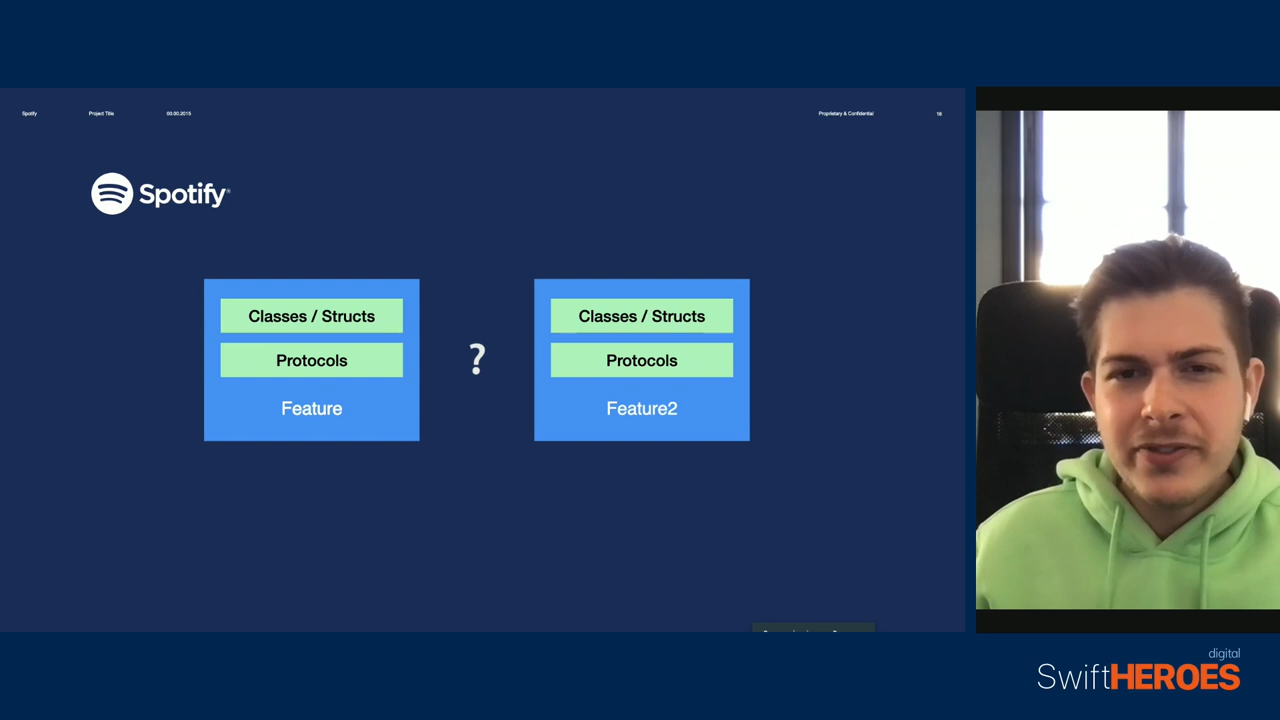 Spotify Project Title 00.00.2015 Proprietary & Confidential 18
Spotify®
Classes / Structs
Protocols
Feature
?
Classes / Structs
Protocols
Feature2
digital
SwiftHEROES